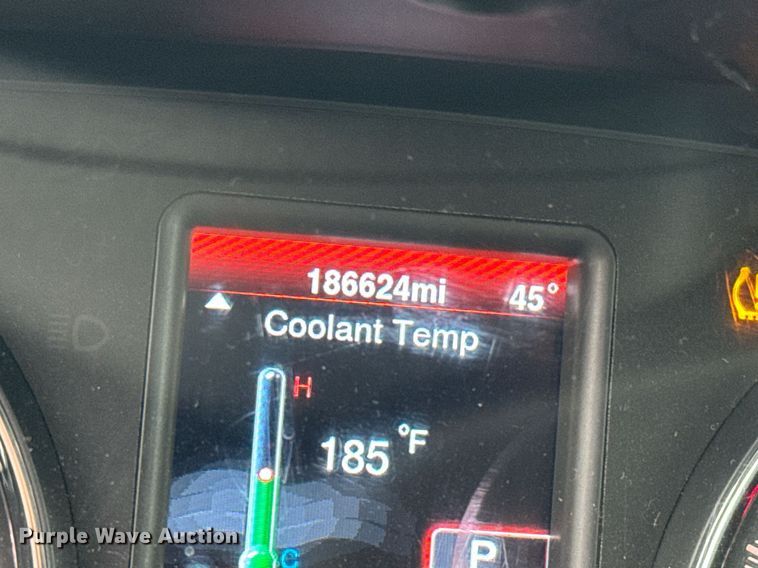 186624mi 45°
Coolant Temp
H
185 °F
C
P
Purple Wave Auction